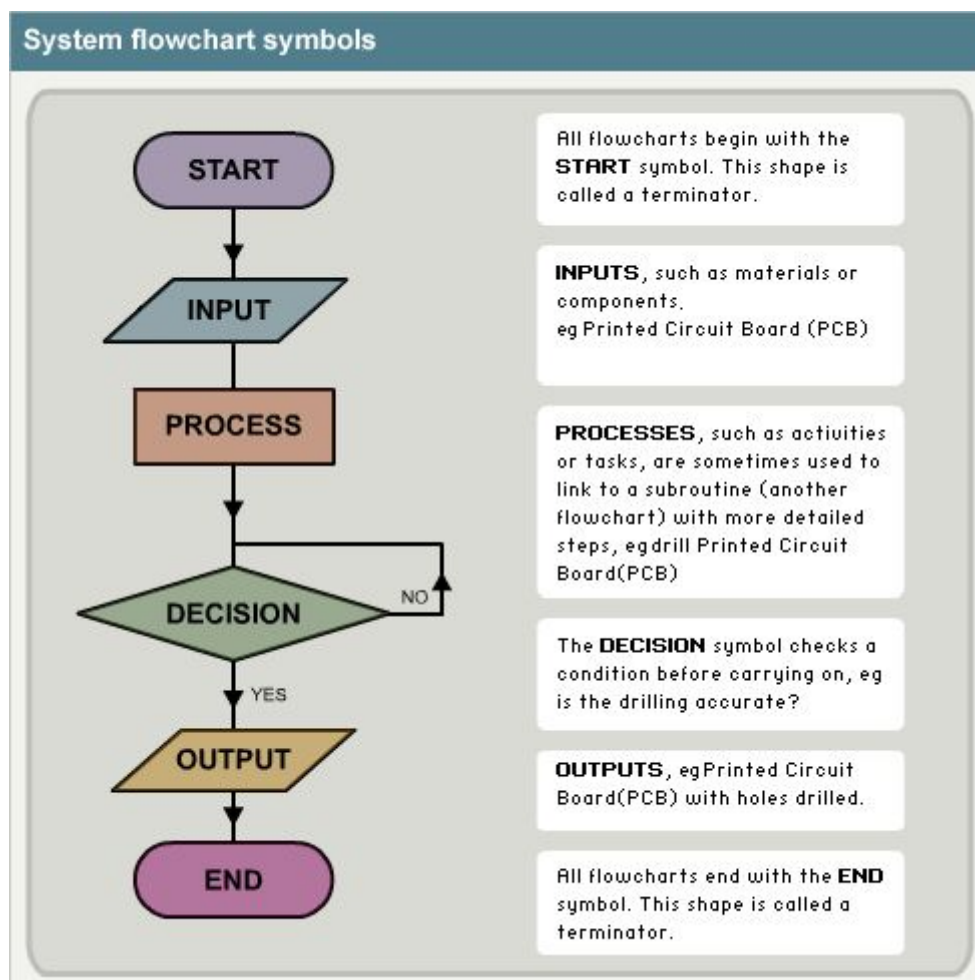 System flowchart symbols
START
All flowcharts begin with the
START symbol. This shape is
called a terminator.
INPUT
INPUTS, such as materials or
components.
eg Printed Circuit Board (PCB)
PROCESS
PROCESSES, such as activities
or tasks, are sometimes used to
link to a subroutine (another
flowchart) with more detailed
steps, eg drill Printed Circuit
Board(PCB)
NO
DECISION
The DECISION symbol checks a
condition before carrying on, eg
is the drilling accurate?
YES
OUTPUT
OUTPUTS, eg Printed Circuit
Board(PCB) with holes drilled.
END
All flowcharts end with the END
symbol. This shape is called a
terminator.